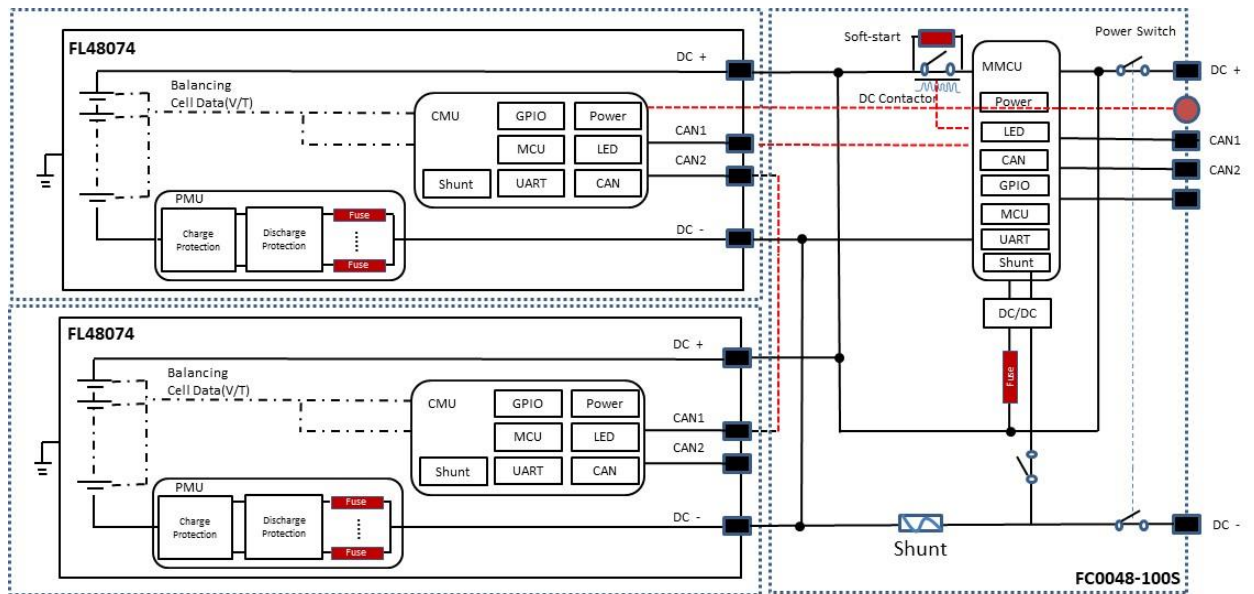 FL48074
DC +
Balancing
Cell Data(V/T)
CMU
GPIO
Power
MCU
LED
Shunt
UART
CAN
CAN1
CAN2
PMU
Charge
Protection
Discharge
Protection
Fuse
Fuse
DC -
FL48074
DC +
Balancing
Cell Data(V/T)
CMU
GPIO
Power
MCU
LED
Shunt
UART
CAN
CAN1
CAN2
PMU
Charge
Protection
Discharge
Protection
Fuse
Fuse
DC -
Soft-start
DC Contactor
MMCU
Power
LED
CAN
GPIO
MCU
UART
Shunt
DC/DC
Fuse
Power Switch
DC +
CAN1
CAN2
Shunt
DC -
FC0048-100S